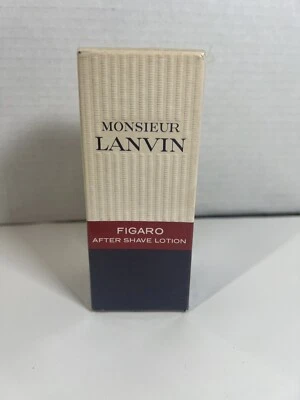 MONSIEUR
LANVIN
FIGARO
AFTER SHAVE LOTION